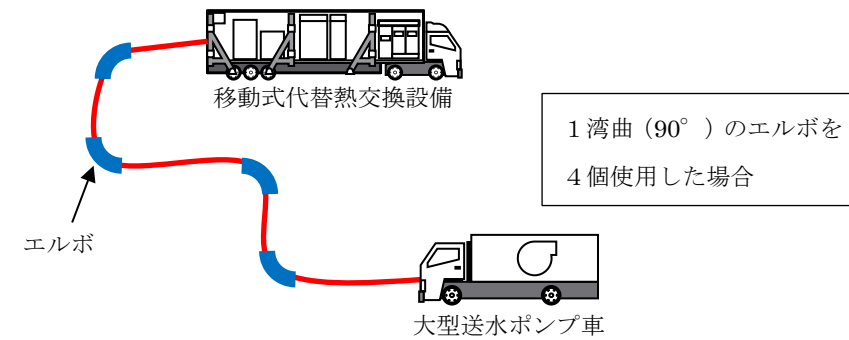 移動式代替熱交換設備
１湾曲（90°）のエルボを
４個使用した場合
エルボ
大型送水ポンプ車